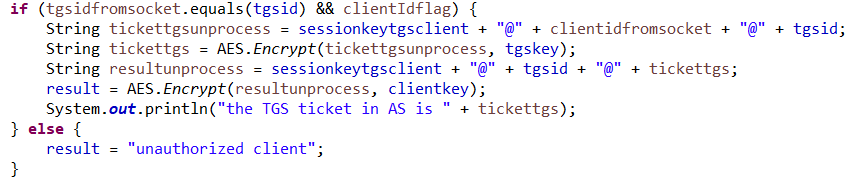 if (tgsidfromsocket.equals(tgsid) && clientIdflag) {
    String tickettgsunprocess = sessionkeytgsclient + "@" + clientidfromsocket + "@" + tgsid;
    String tickettgs = AES.Encrypt(tickettgsunprocess, tgskey);
    String resultunprocess = sessionkeytgsclient + "@" + tgsid + "@" + tickettgs;
    result = AES.Encrypt(resultunprocess, clientkey);
    System.out.println("the TGS ticket in AS is " + tickettgs);
} else {
    result = "unauthorized client";
}